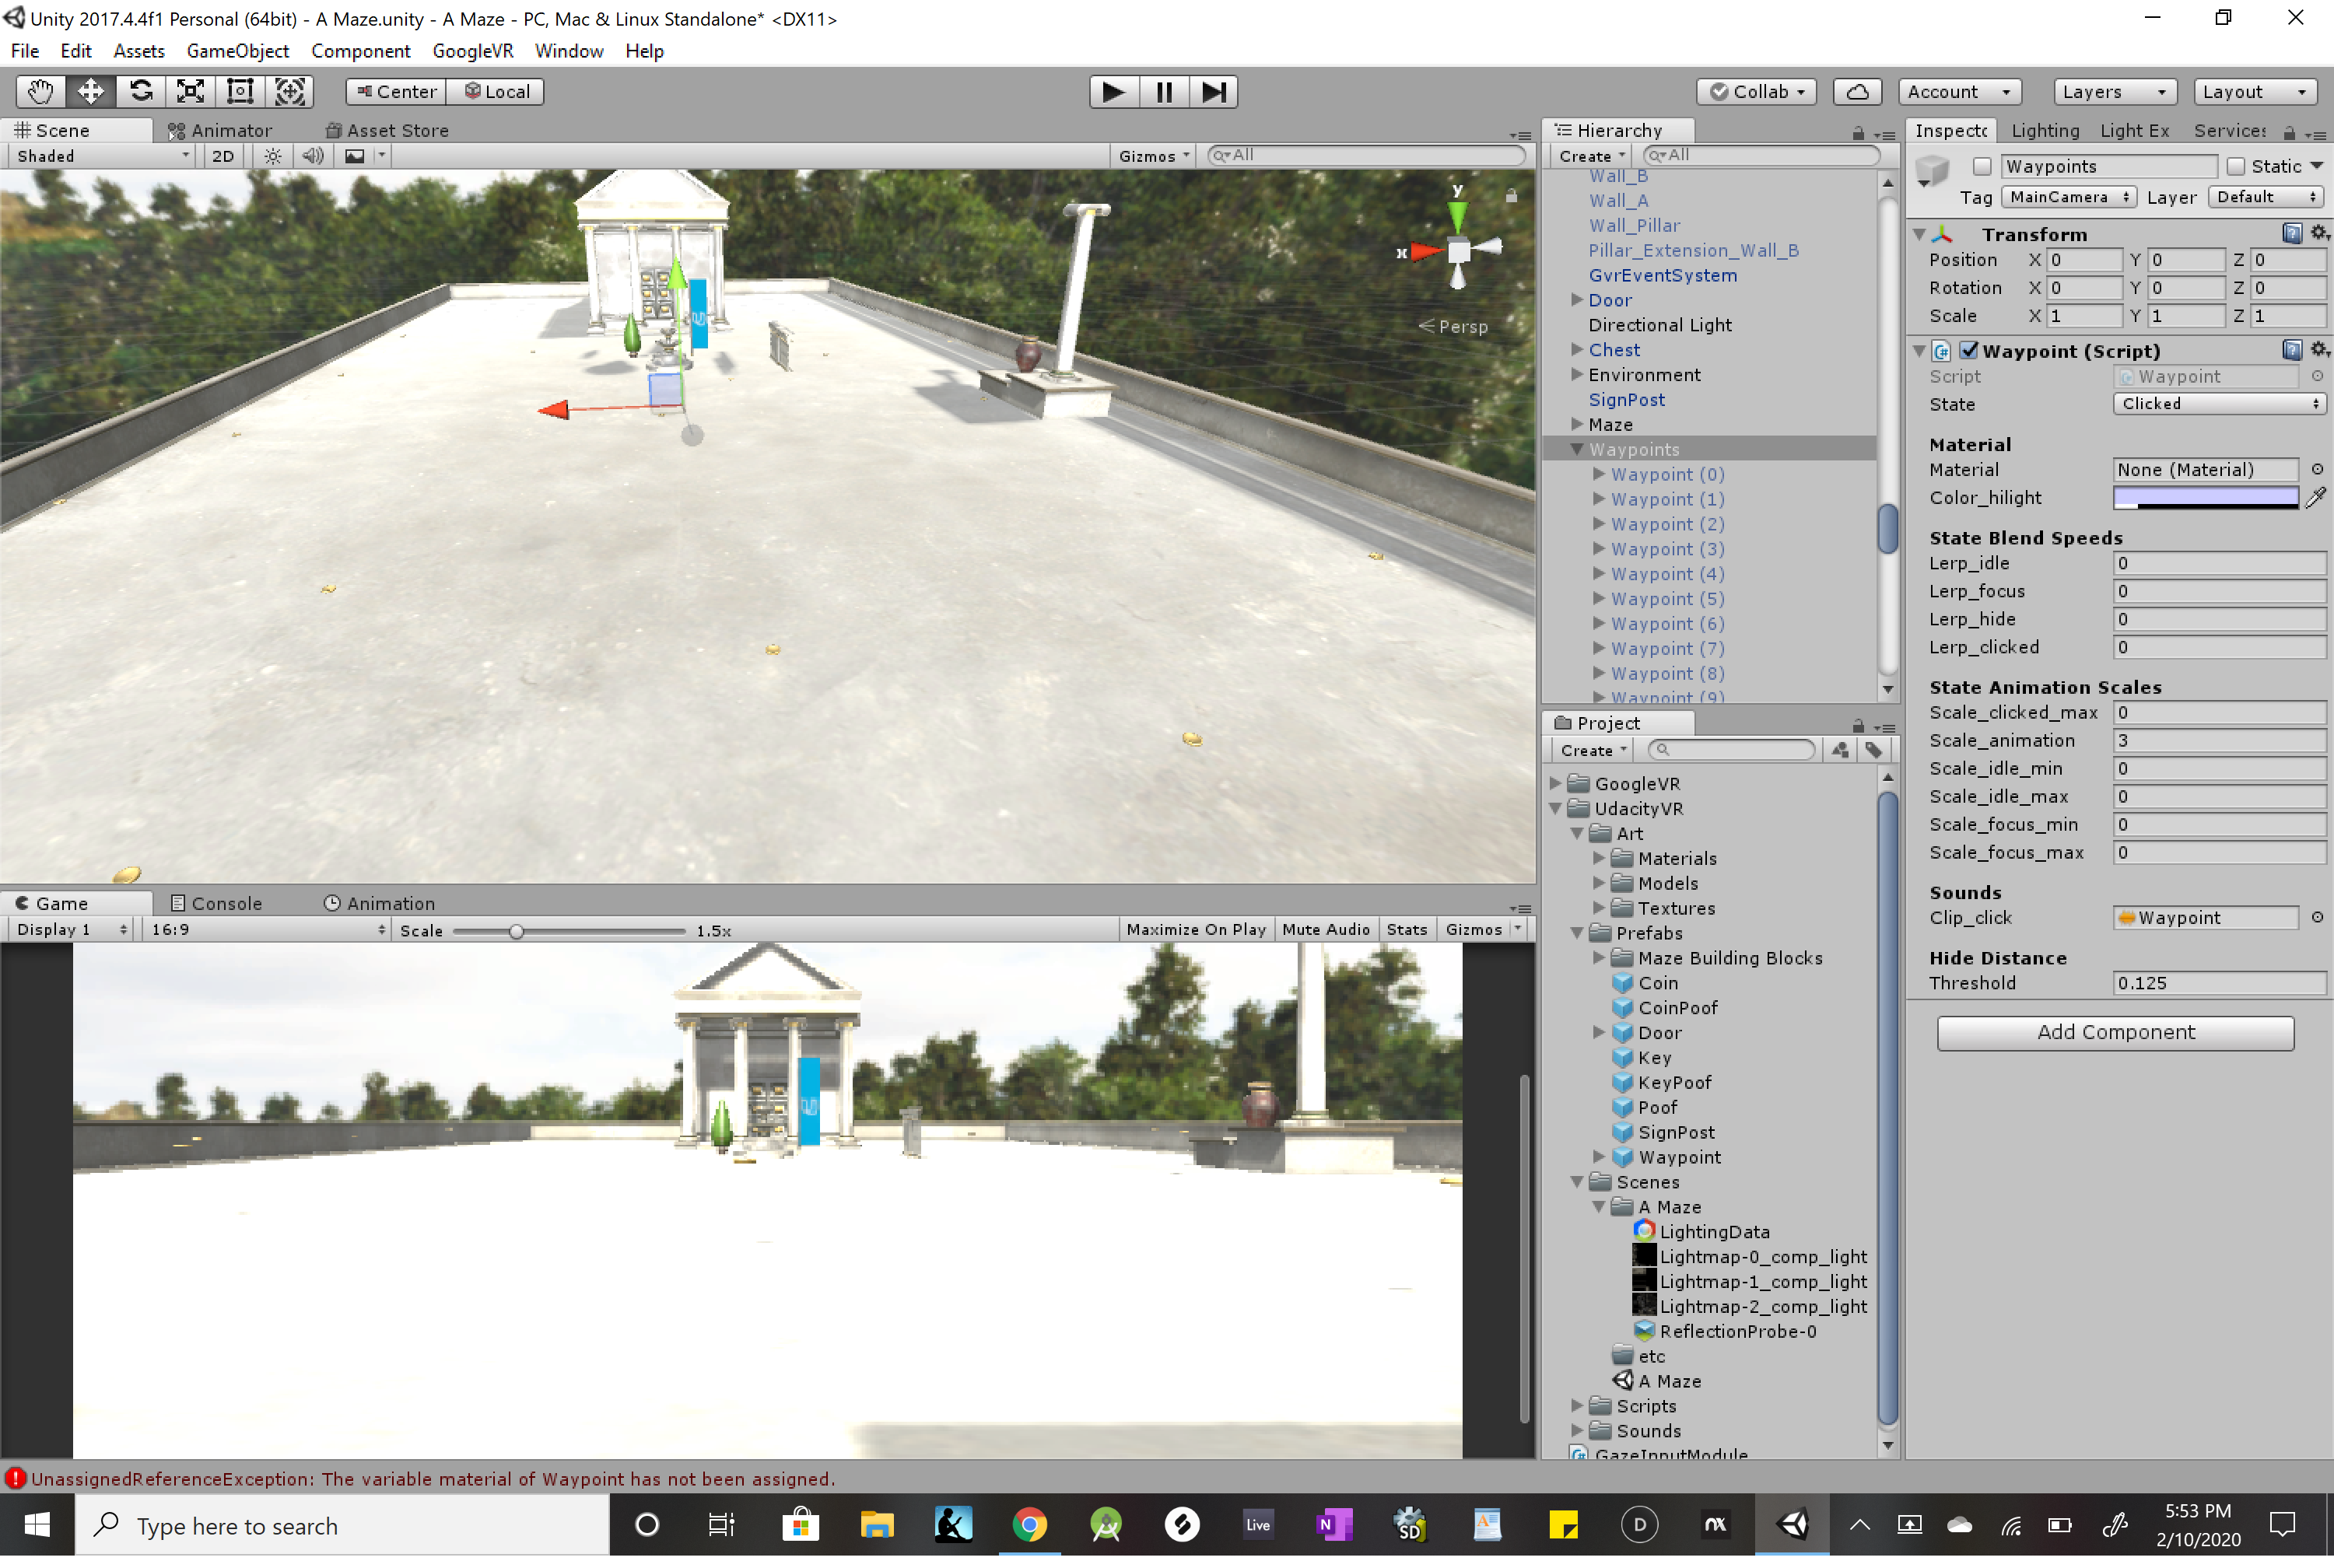 Unity 2017.4.4f1 Personal (64bit) - A Maze.unity - A Maze - PC, Mac & Linux Standalone* <DX11>
File Edit Assets GameObject Component GoogleVR Window Help
Center Local Collab Account Layers Layout
Scene Animator Asset Store
Shaded 2D Gizmos All
y
x
Persp
Game Console Animation
Display 1 16:9 Scale 1.5x Maximize On Play Mute Audio Stats Gizmos
Hierarchy
Create All
Wall_B
Wall_A
Wall_Pillar
Pillar_Extension_Wall_B
GvrEventSystem
Door
Directional Light
Chest
Environment
SignPost
Maze
Waypoints
Waypoint (0)
Waypoint (1)
Waypoint (2)
Waypoint (3)
Waypoint (4)
Waypoint (5)
Waypoint (6)
Waypoint (7)
Waypoint (8)
Waypoint (9)
Project
Create
GoogleVR
UdacityVR
Art
Materials
Models
Textures
Prefabs
Maze Building Blocks
Coin
CoinPoof
Door
Key
KeyPoof
Poof
SignPost
Waypoint
Scenes
A Maze
LightingData
Lightmap-0_comp_light
Lightmap-1_comp_light
Lightmap-2_comp_light
ReflectionProbe-0
etc
A Maze
Scripts
Sounds
GazeInputModule
Inspecto Lighting Light Ex Services
Waypoints Static
Tag MainCamera Layer Default
Transform
Position X 0 Y 0 Z 0
Rotation X 0 Y 0 Z 0
Scale X 1 Y 1 Z 1
Waypoint (Script)
Script Waypoint
State Clicked
Material
Material None (Material)
Color_hilight
State Blend Speeds
Lerp_idle 0
Lerp_focus 0
Lerp_hide 0
Lerp_clicked 0
State Animation Scales
Scale_clicked_max 0
Scale_animation 3
Scale_idle_min 0
Scale_idle_max 0
Scale_focus_min 0
Scale_focus_max 0
Sounds
Clip_click Waypoint
Hide Distance
Threshold 0.125
Add Component
UnassignedReferenceException: The variable material of Waypoint has not been assigned.
Type here to search
Live
N
SD
D
nx
5:53 PM
2/10/2020